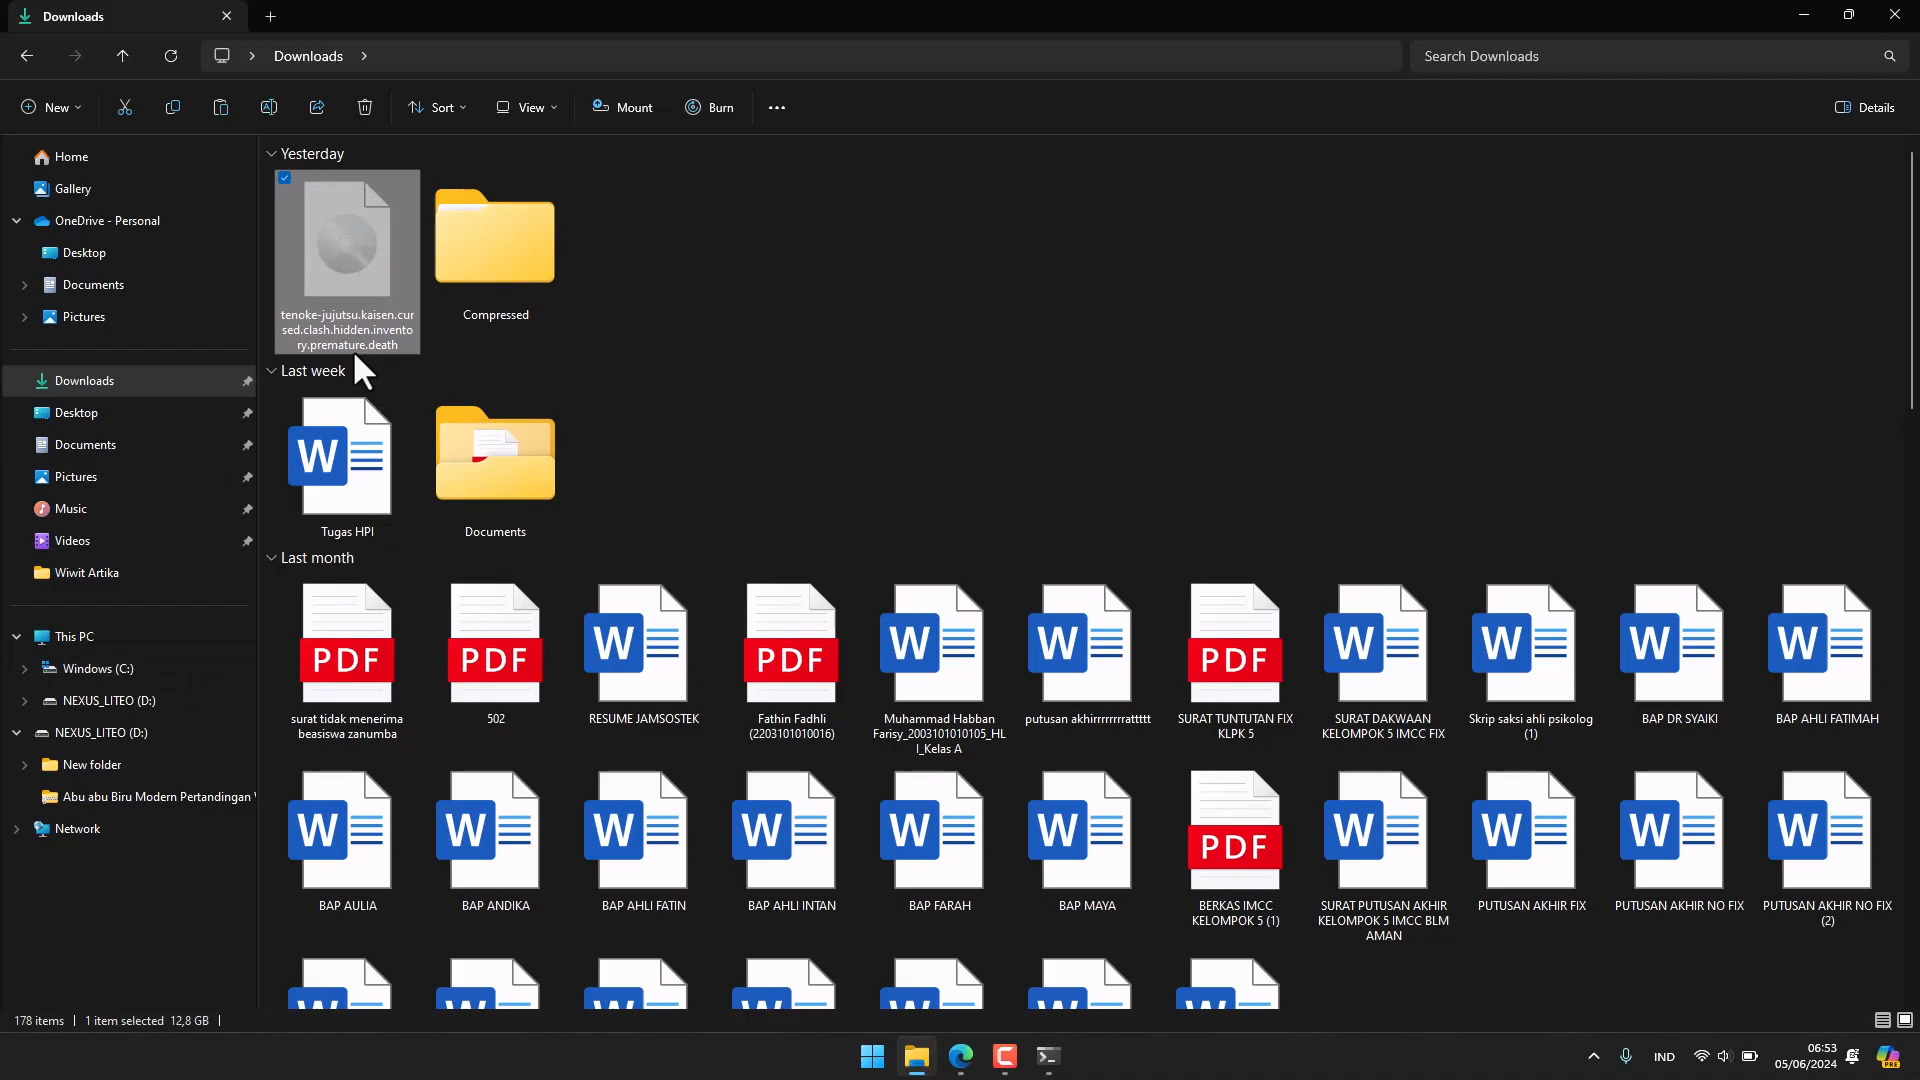 Downloads
Downloads
Search Downloads
New
Sort
View
Mount
Burn
Details
Home
Gallery
OneDrive - Personal
Desktop
Documents
Pictures
Downloads
Desktop
Documents
Pictures
Music
Videos
Wiwit Artika
This PC
Windows (C:)
NEXUS_LITEO (D:)
NEXUS_LITEO (D:)
New folder
Abu abu Biru Modern Pertandingan
Network
Yesterday
tenoke-jujutsu.kaisen.cur
sed.clash.hidden.invento
ry.premature.death
Compressed
Last week
W
Tugas HPI
Documents
Last month
PDF
surat tidak menerima
beasiswa zanumba
PDF
502
W
RESUME JAMSOSTEK
PDF
Fathin Fadhli
(2203101010016)
W
Muhammad Habban
Farisy_2003101010105_HL
I_Kelas A
W
putusan akhirrrrrrrattttt
PDF
SURAT TUNTUTAN FIX
KLPK 5
W
SURAT DAKWAAN
KELOMPOK 5 IMCC FIX
W
Skrip saksi ahli psikolog
(1)
W
BAP DR SYAIKI
W
BAP AHLI FATIMAH
W
BAP AULIA
W
BAP ANDIKA
W
BAP AHLI FATIN
W
BAP AHLI INTAN
W
BAP FARAH
W
BAP MAYA
PDF
BERKAS IMCC
KELOMPOK 5 (1)
W
SURAT PUTUSAN AKHIR
KELOMPOK 5 IMCC BLM
AMAN
W
PUTUSAN AKHIR FIX
W
PUTUSAN AKHIR NO FIX
W
PUTUSAN AKHIR NO FIX
(2)
178 items
1 item selected 12,8 GB
IND
06:53
05/06/2024
PRE